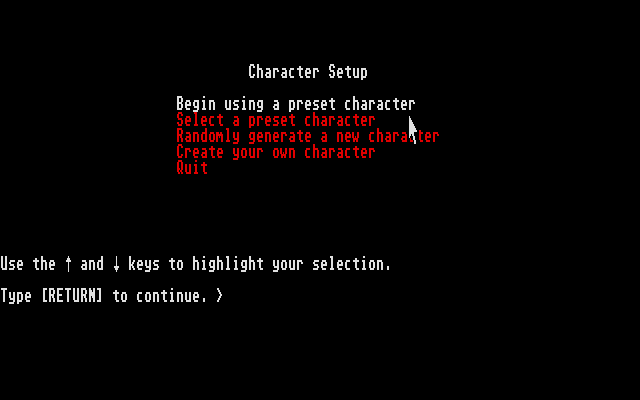 Character Setup
Begin using a preset character
Select a preset character
Randomly generate a new character
Create your own character
Quit
Use the ↑ and ↓ keys to highlight your selection.
Type [RETURN] to continue. >